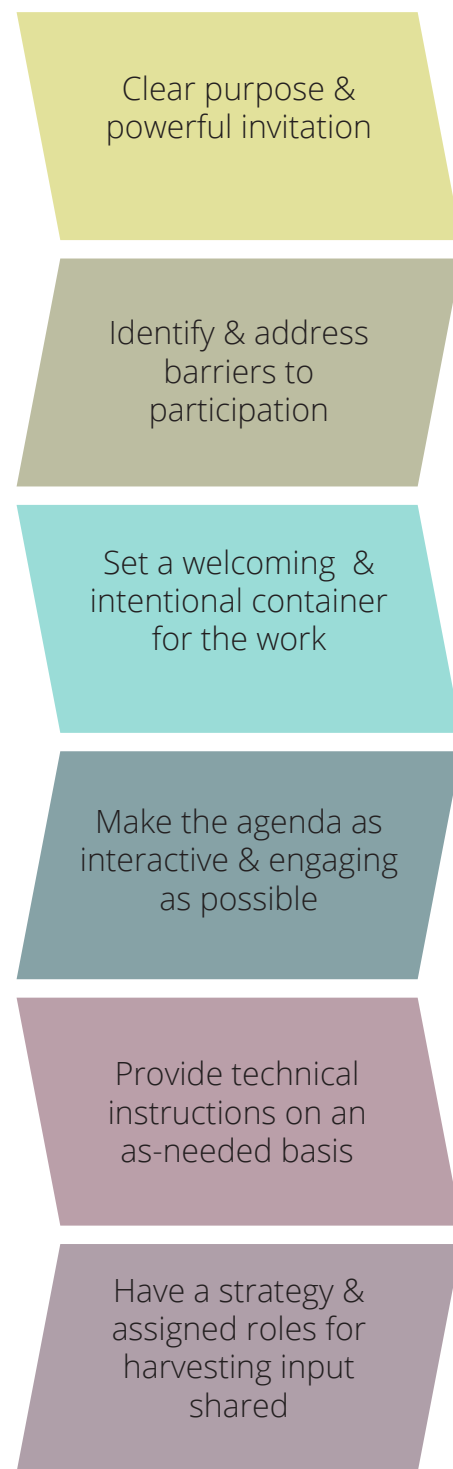 Clear purpose &
powerful invitation
Identify & address
barriers to
participation
Set a welcoming & 
intentional container
for the work
Make the agenda as
interactive & engaging
as possible
Provide technical
instructions on an
as-needed basis
Have a strategy &
assigned roles for
harvesting input
shared